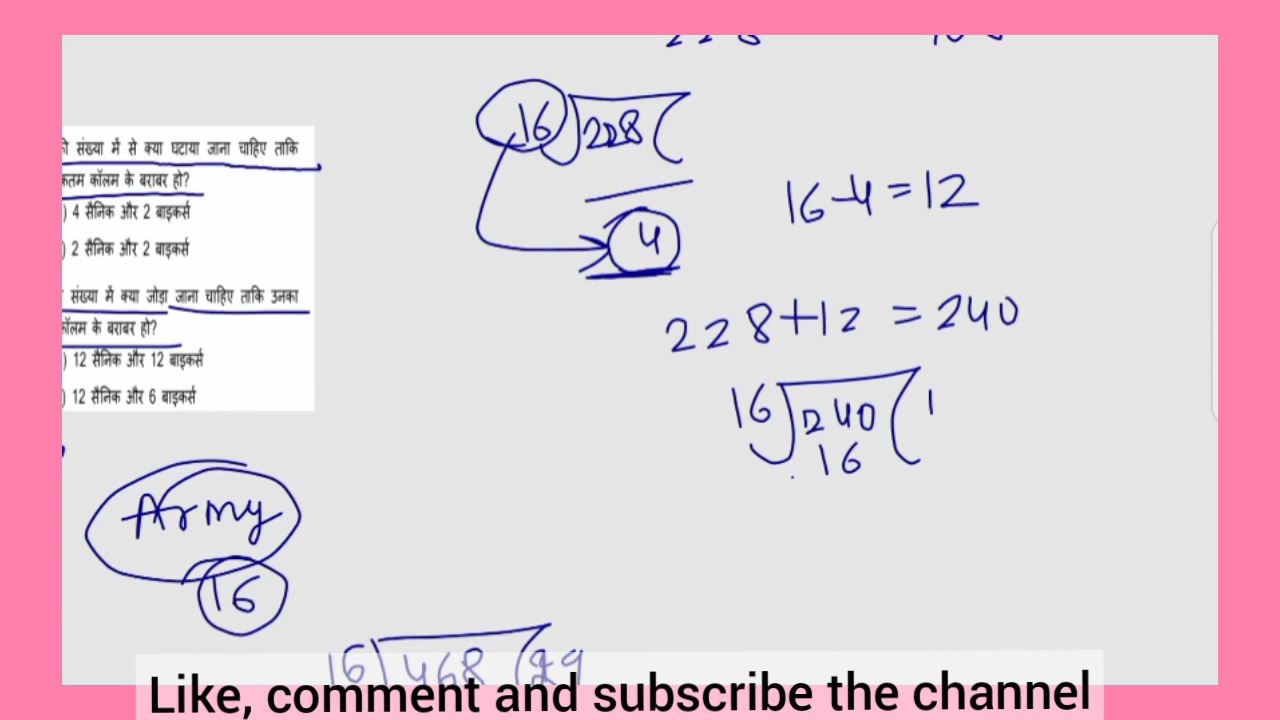 16)228(
4
16-4=12
228+12=240
16)240(1
16
संख्या में से क्या घटाया जाना चाहिए ताकि
कॉलम के बराबर हो?
) 4 सैनिक और 2 बाइकर्स
) 2 सैनिक और 2 बाइकर्स
संख्या में क्या जोड़ा जाना चाहिए ताकि उनका
कॉलम के बराबर हो?
) 12 सैनिक और 12 बाइकर्स
) 12 सैनिक और 6 बाइकर्स
Army
16
16)468(29
Like, comment and subscribe the channel